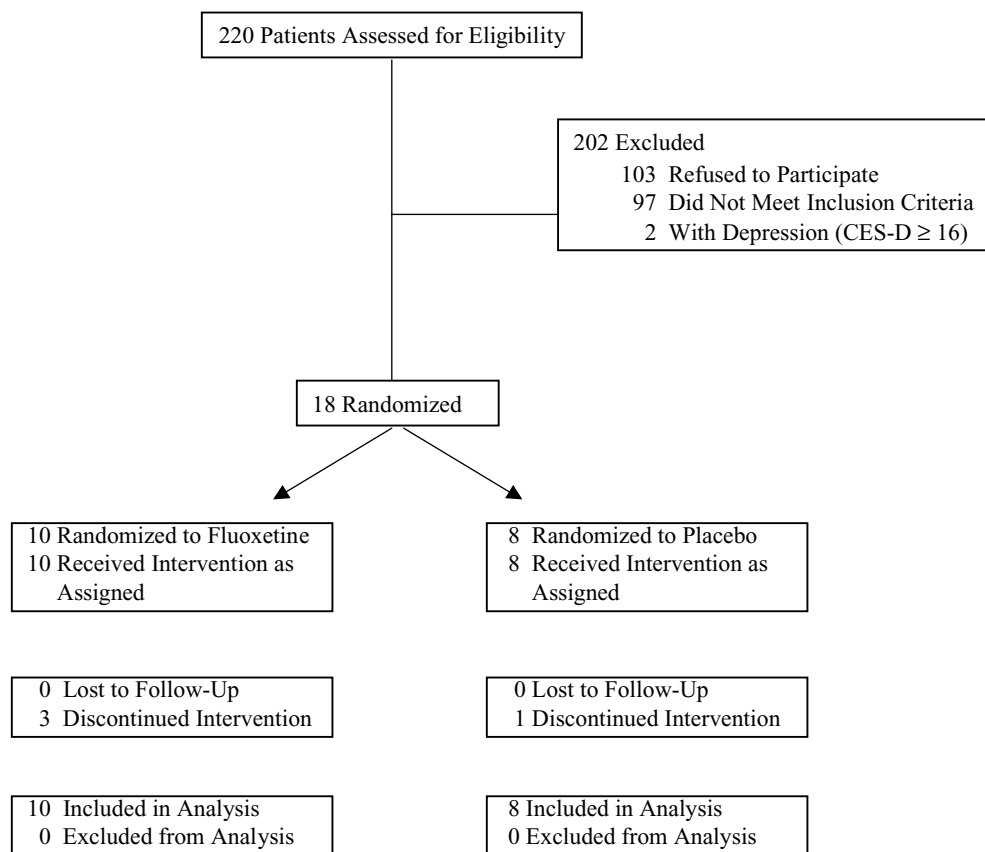 220 Patients Assessed for Eligibility
202 Excluded
103 Refused to Participate
97 Did Not Meet Inclusion Criteria
2 With Depression (CES-D ≥ 16)
18 Randomized
10 Randomized to Fluoxetine
10 Received Intervention as
Assigned
8 Randomized to Placebo
8 Received Intervention as
Assigned
0 Lost to Follow-Up
3 Discontinued Intervention
0 Lost to Follow-Up
1 Discontinued Intervention
10 Included in Analysis
0 Excluded from Analysis
8 Included in Analysis
0 Excluded from Analysis